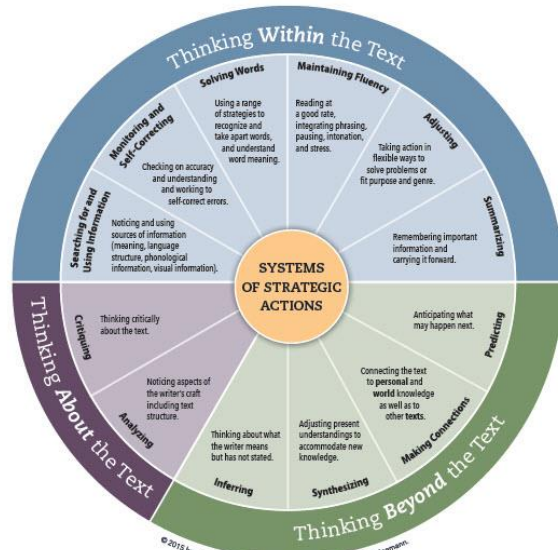 Thinking Within the Text
Searching for and
Using Information
Noticing and using
sources of information
(meaning, language
structure, phonological
information, visual information).
Monitoring and
Self-Correcting
Checking on accuracy
and understanding
and working to
self-correct errors.
Solving Words
Using a range
of strategies to
recognize and
take apart words,
and understand
word meaning.
Maintaining Fluency
Reading at
a good rate,
integrating phrasing,
pausing, intonation,
and stress.
Adjusting
Taking action in
flexible ways to
solve problems or
fit purpose and genre.
Summarizing
Remembering important
information and
carrying it forward.
SYSTEMS
OF STRATEGIC
ACTIONS
Thinking Beyond the Text
Predicting
Anticipating what
may happen next.
Making Connections
Connecting the text
to personal and
world knowledge
as well as to
other texts.
Synthesizing
Adjusting present
understandings to
accommodate new
knowledge.
Inferring
Thinking about what
the writer means
but has not stated.
Thinking About the Text
Analyzing
Noticing aspects of
the writer's craft
including text
structure.
Critiquing
Thinking critically
about the text.
© 2015